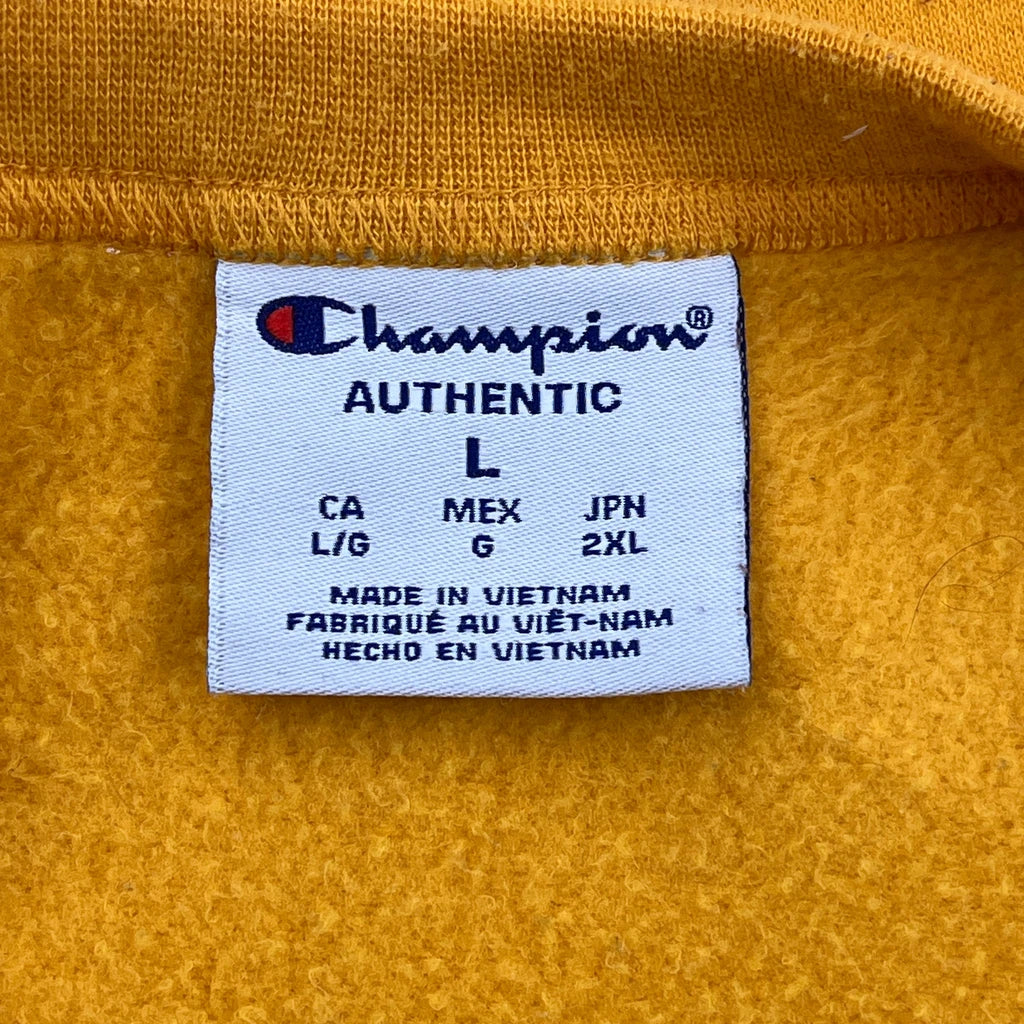 Champion®
AUTHENTIC
L
CA MEX JPN
L/G G 2XL
MADE IN VIETNAM
FABRIQUÉ AU VIÊT-NAM
HECHO EN VIETNAM